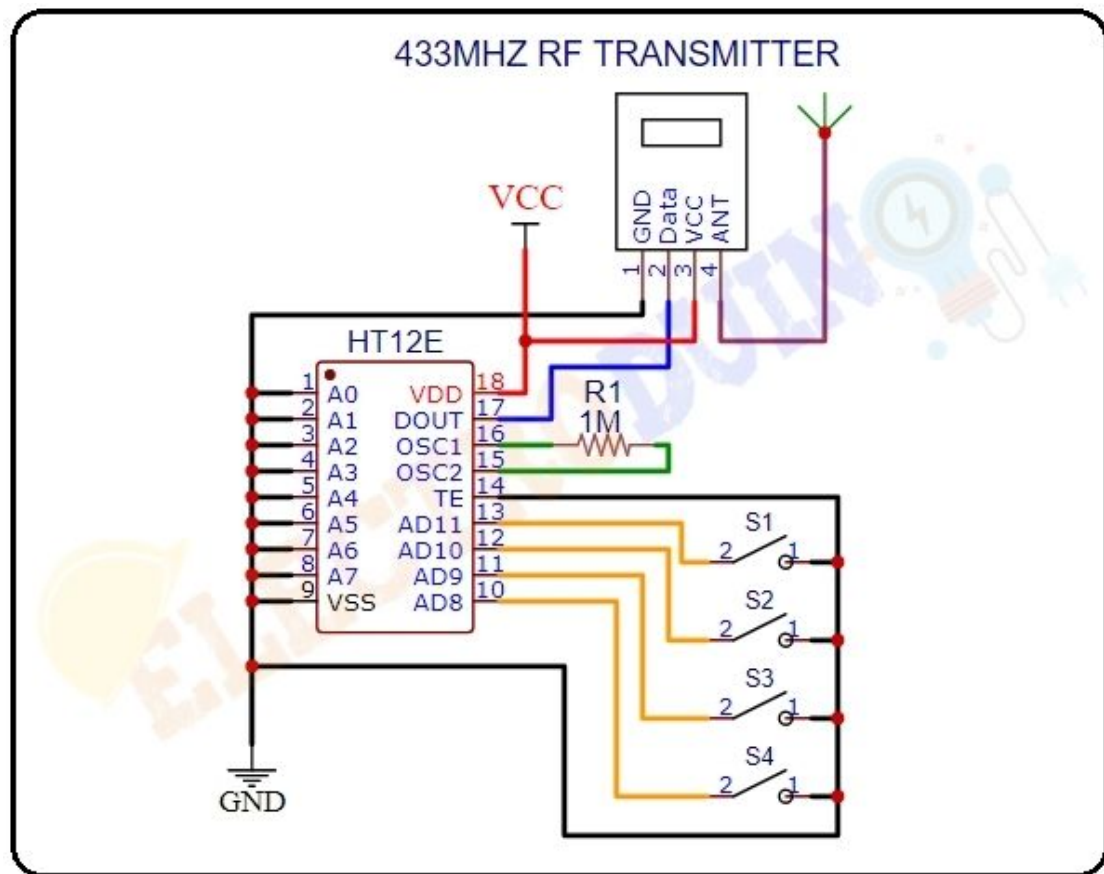 433MHZ RF TRANSMITTER
GND
Data
VCC
ANT
1
2
3
4
VCC
HT12E
1 A0 VDD 18
2 A1 DOUT 17
3 A2 OSC1 16
4 A3 OSC2 15
5 A4 TE 14
6 A5 AD11 13
7 A6 AD10 12
8 A7 AD9 11
9 VSS AD8 10
R1
1M
S1
2 1
S2
2 1
S3
2 1
S4
2 1
GND
ELECTRODUINO